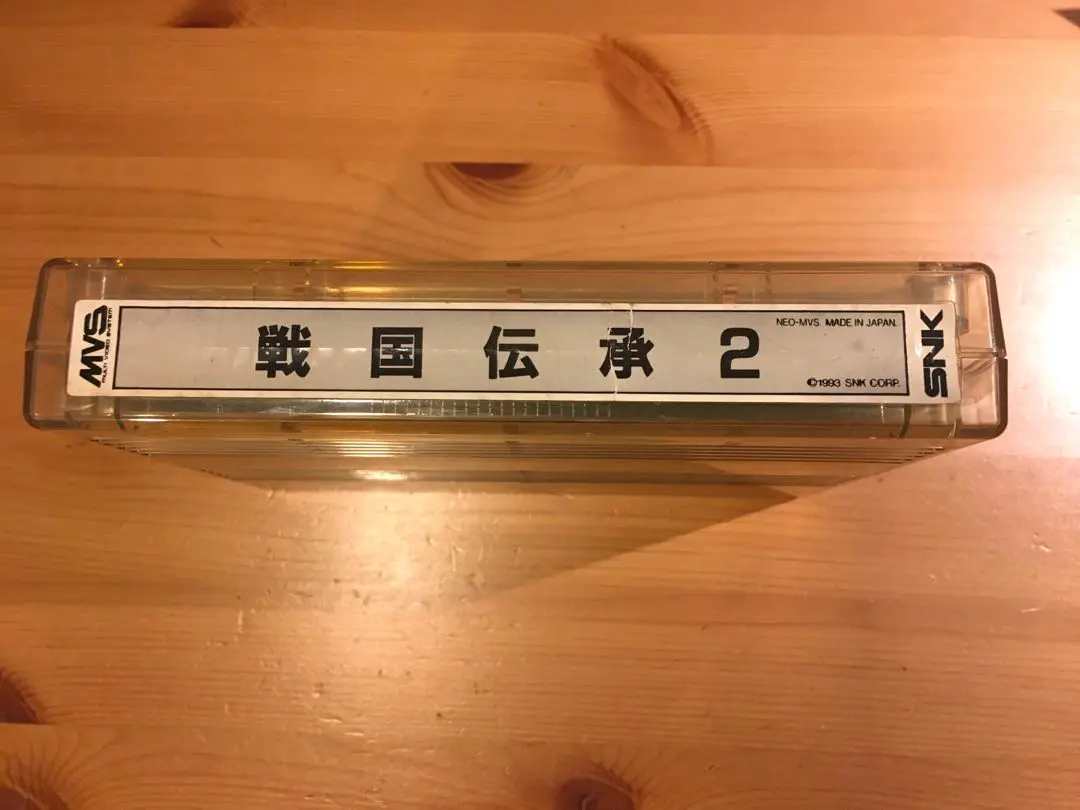 MVS
MULTI VIDEO SYSTEM
戦国伝承2
NEO-MVS. MADE IN JAPAN.
©1993 SNK CORP.
SNK